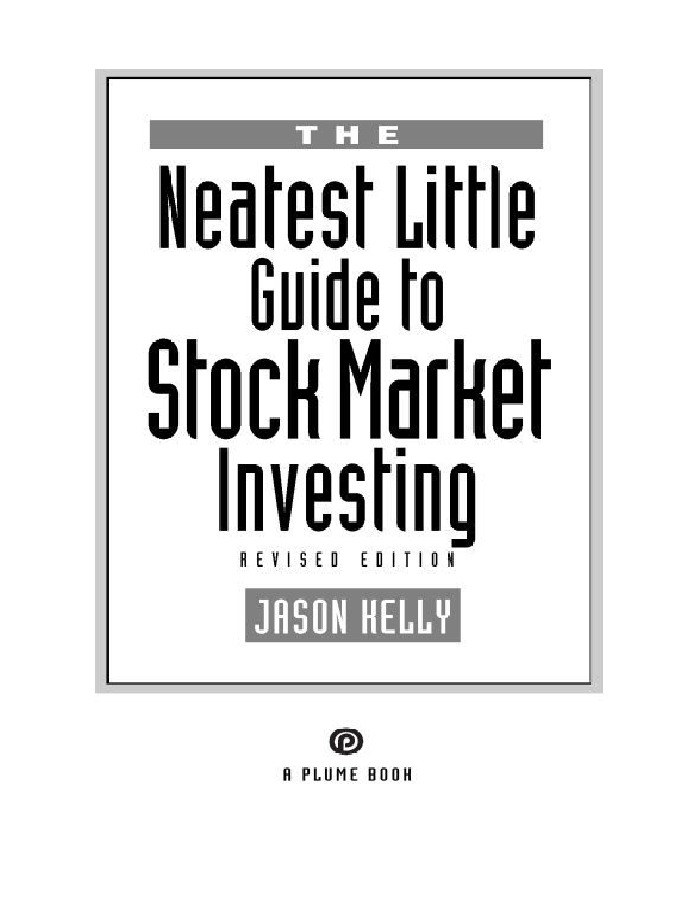 THE
Neatest Little
Guide to
Stock Market
Investing
REVISED EDITION
JASON KELLY
P
A PLUME BOOK